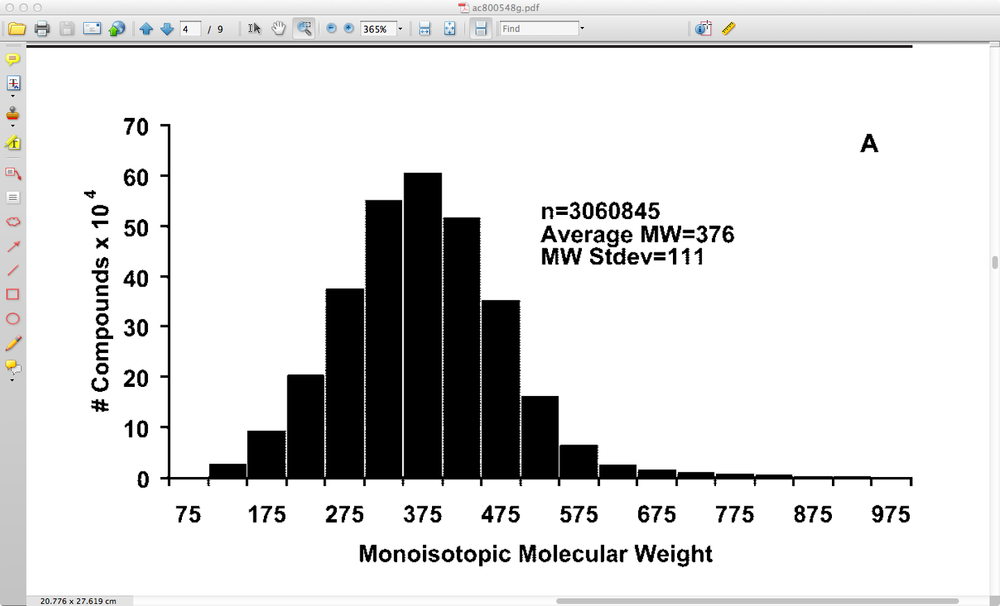 ac800548g.pdf
4 / 9 365% Find
70
60
50
40
30
20
10
0
# Compounds x 10 4
A
n=3060845
Average MW=376
MW Stdev=111
75 175 275 375 475 575 675 775 875 975
Monoisotopic Molecular Weight
20.776 x 27.619 cm